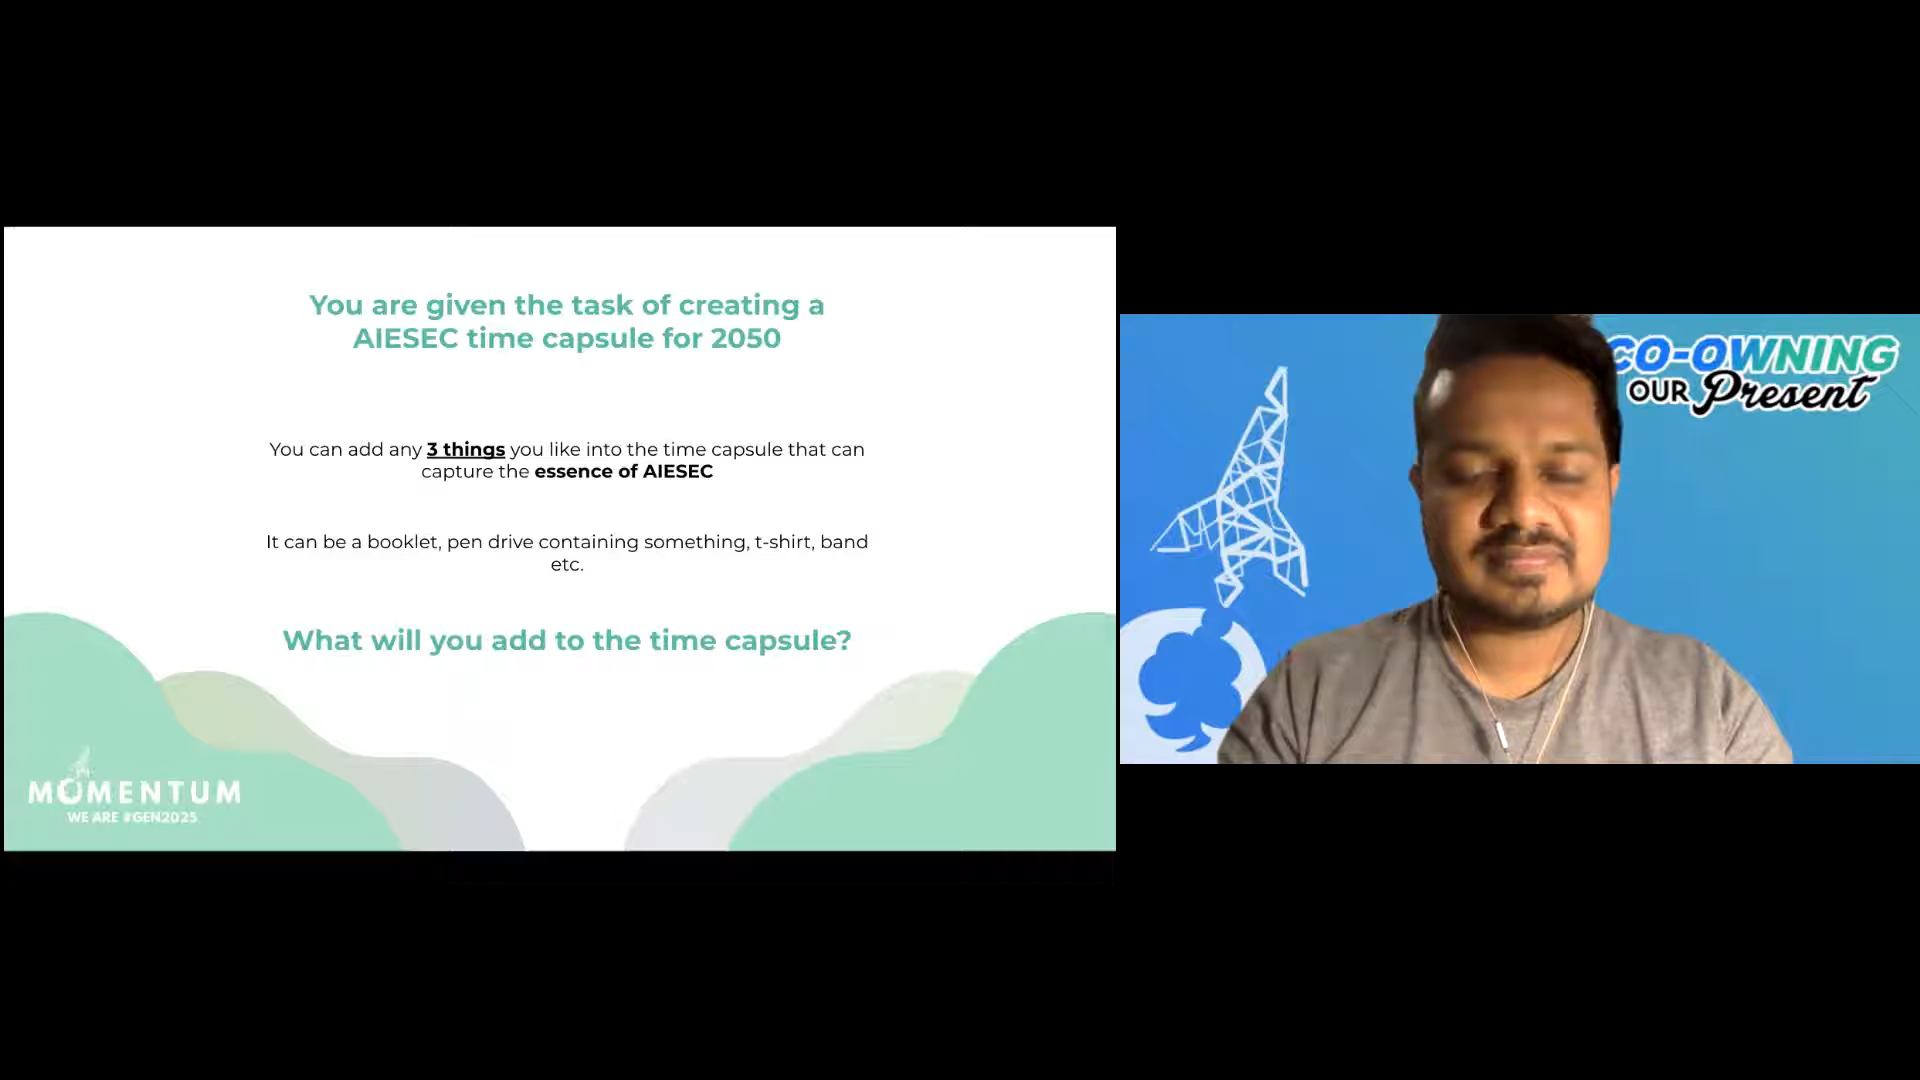 You are given the task of creating a
AIESEC time capsule for 2050
You can add any 3 things you like into the time capsule that can
capture the essence of AIESEC
It can be a booklet, pen drive containing something, t-shirt, band
etc.
What will you add to the time capsule?
MOMENTUM
WE ARE #GEN2025
CO-OWNING
OUR Present